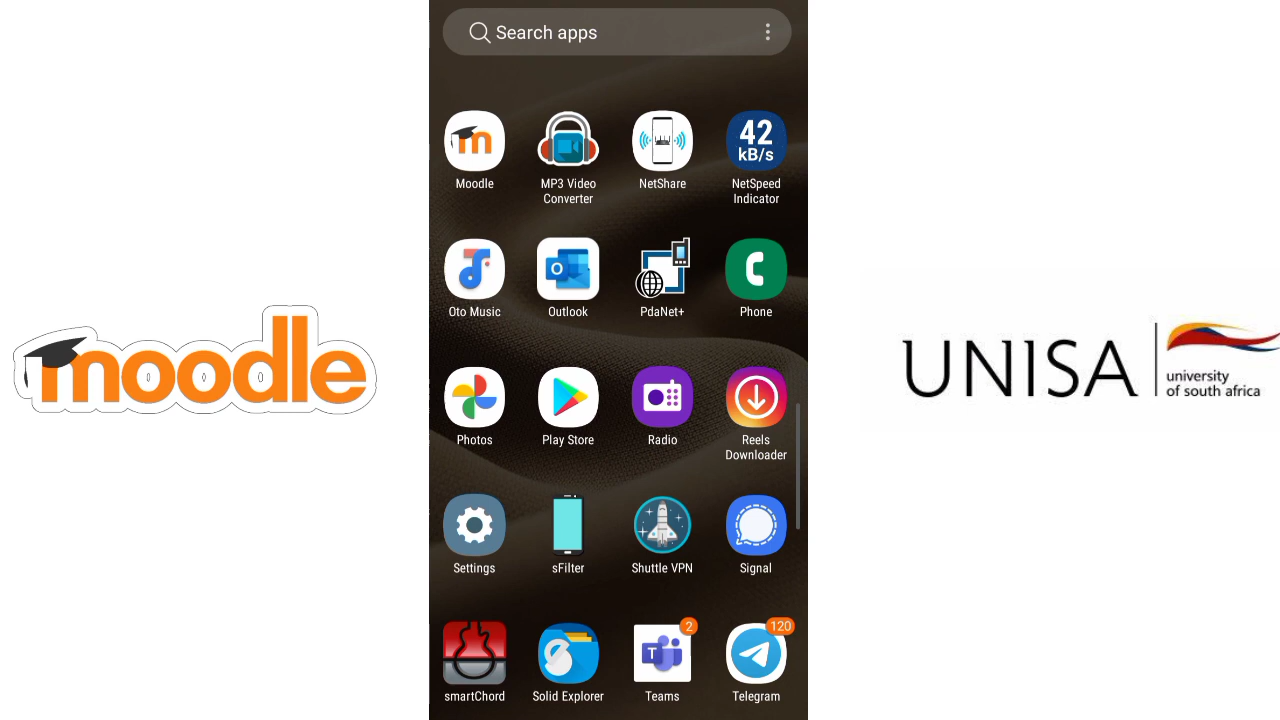 Search apps
m
42
kB/s
Moodle
MP3 Video
Converter
NetShare
NetSpeed
Indicator
O
Oto Music
Outlook
PdaNet+
Phone
moodle
UNISA
university
of south africa
Photos
Play Store
Radio
Reels
Downloader
Settings
sFilter
Shuttle VPN
Signal
2
120
T
smartChord
Solid Explorer
Teams
Telegram